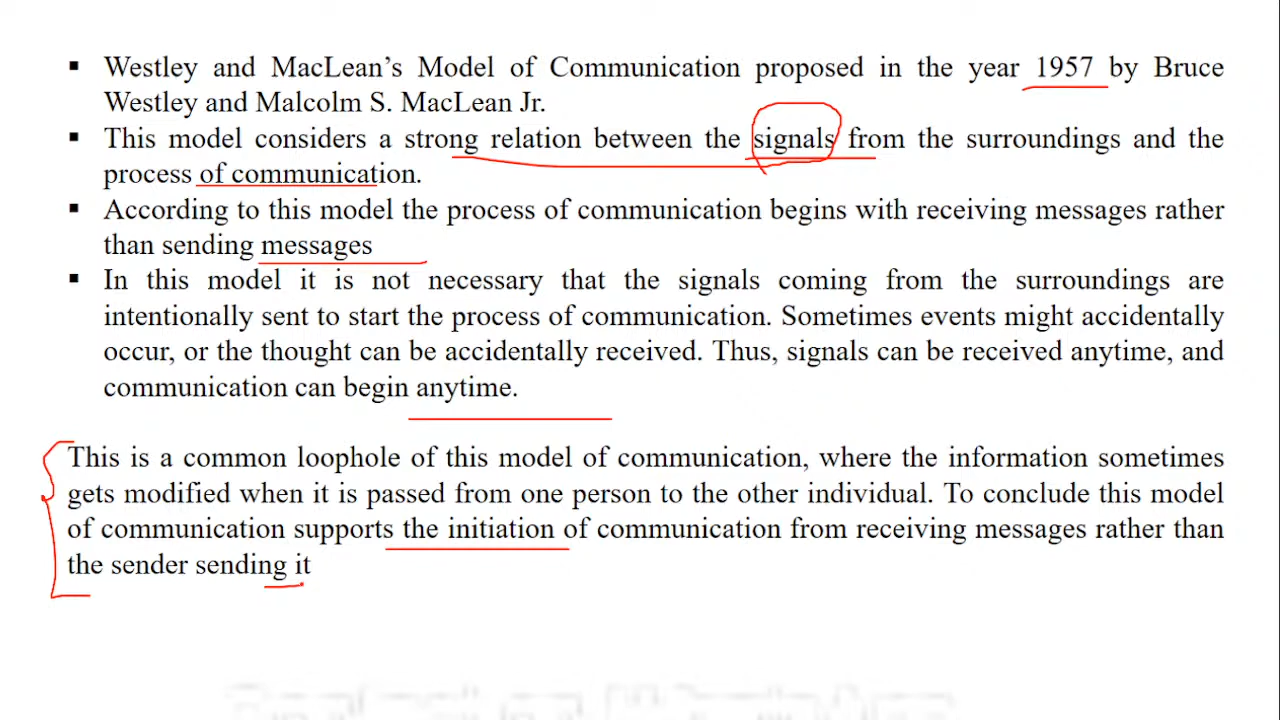 ▪ Westley and MacLean's Model of Communication proposed in the year 1957 by Bruce
Westley and Malcolm S. MacLean Jr.
▪ This model considers a strong relation between the signals from the surroundings and the
process of communication.
▪ According to this model the process of communication begins with receiving messages rather
than sending messages
▪ In this model it is not necessary that the signals coming from the surroundings are
intentionally sent to start the process of communication. Sometimes events might accidentally
occur, or the thought can be accidentally received. Thus, signals can be received anytime, and
communication can begin anytime.
This is a common loophole of this model of communication, where the information sometimes
gets modified when it is passed from one person to the other individual. To conclude this model
of communication supports the initiation of communication from receiving messages rather than
the sender sending it